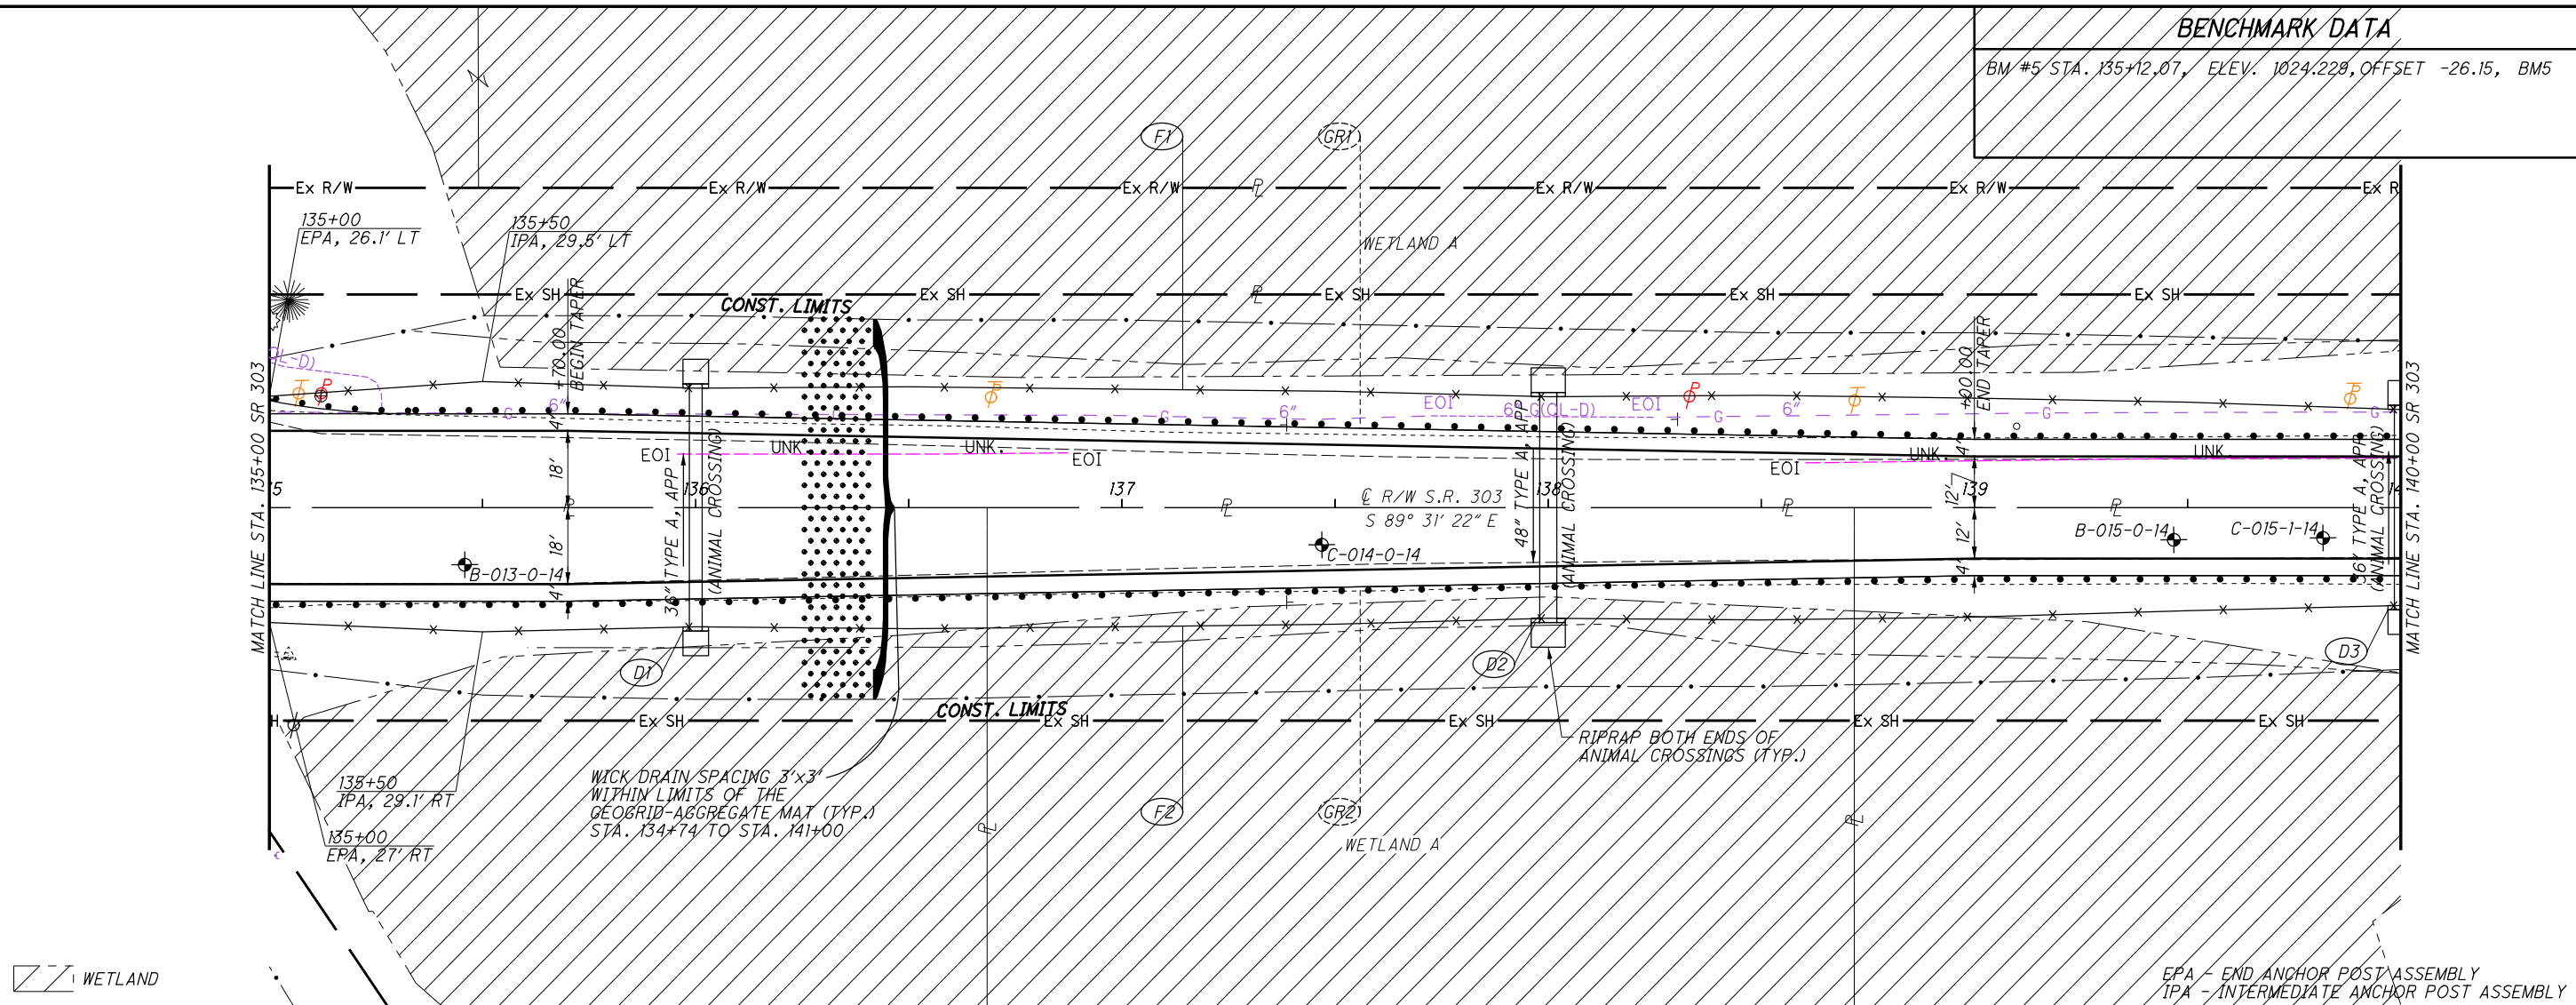 BENCHMARK DATA
BM #5 STA. 135+12.07, ELEV. 1024.229, OFFSET -26.15, BM5
F1
GR1
Ex R/W
Ex R/W
Ex R/W
Ex R/W
Ex R/W
Ex R
135+00
EPA, 26.1' LT
135+50
IPA, 29.5' LT
WETLAND A
Ex SH
Ex SH
Ex SH
Ex SH
Ex SH
CONST. LIMITS
+70.00
BEGIN TAPER
+90.00
END TAPER
QL-D)
T
P
T
P
T
T
6"
G
G
G
6"
EOI
6"
G(QL-D)
EOI
G
6"
G
G
MATCH LINE STA. 135+00 SR 303
MATCH LINE STA. 140+00 SR 303
4'
18'
18'
4'
4'
12'
12'
4'
EOI
UNK.
UNK.
EOI
EOI
UNK.
UNK.
5
136
137
138
139
14
36" TYPE A, APP
(ANIMAL CROSSING)
48" TYPE A, APP
(ANIMAL CROSSING)
36" TYPE A, APP
(ANIMAL CROSSING)
℄ R/W S.R. 303
S 89° 31' 22" E
B-013-0-14
C-014-0-14
B-015-0-14
C-015-1-14
D1
D2
D3
CONST. LIMITS
H
Ex SH
Ex SH
Ex SH
Ex SH
Ex SH
RIPRAP BOTH ENDS OF
ANIMAL CROSSINGS (TYP.)
135+50
IPA, 29.1' RT
135+00
EPA, 27' RT
WICK DRAIN SPACING 3'x3'
WITHIN LIMITS OF THE
GEOGRID-AGGREGATE MAT (TYP.)
STA. 134+74 TO STA. 141+00
F2
GR2
WETLAND A
WETLAND
EPA - END ANCHOR POST ASSEMBLY
IPA - INTERMEDIATE ANCHOR POST ASSEMBLY